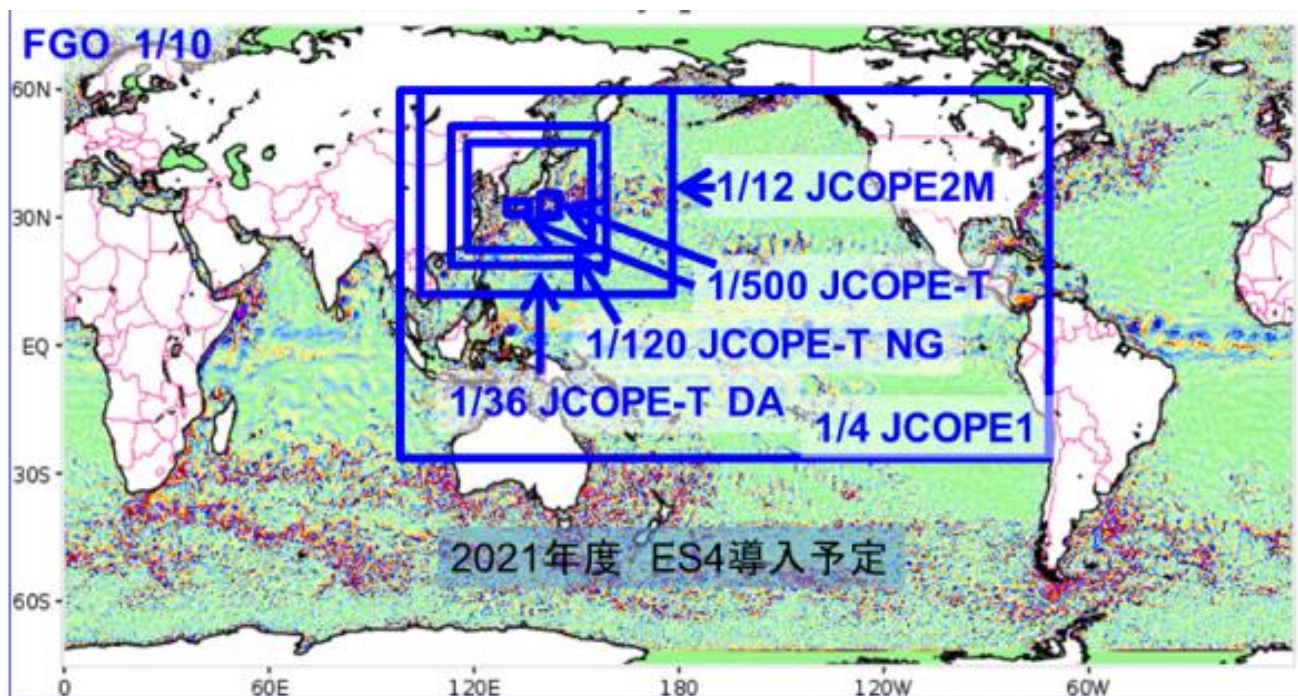 FGO 1/10
60N
1/12 JCOPE2M
30N
1/500 JCOPE-T
EQ
1/120 JCOPE-T NG
1/36 JCOPE-T DA
1/4 JCOPE1
30S
2021年度 ES4導入予定
60S
0 60E 120E 180 120W 60W